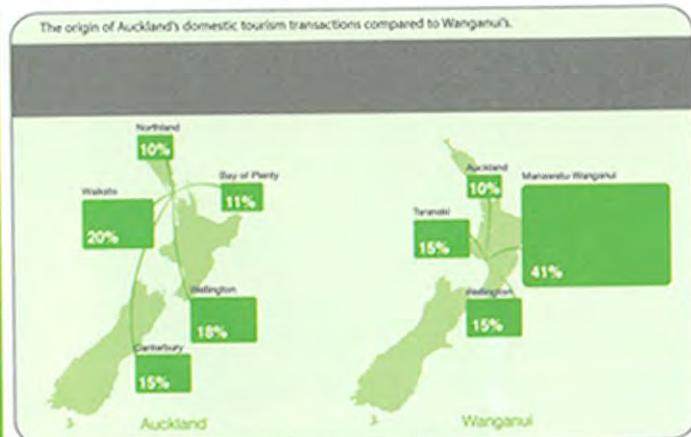 The origin of Auckland's domestic tourism transactions compared to Wanganui's.
Northland
10%
Waikato
20%
Bay of Plenty
11%
Wellington
18%
Canterbury
15%
Auckland
Auckland
10%
Manawatu-Wanganui
41%
Taranaki
15%
Wellington
15%
Wanganui